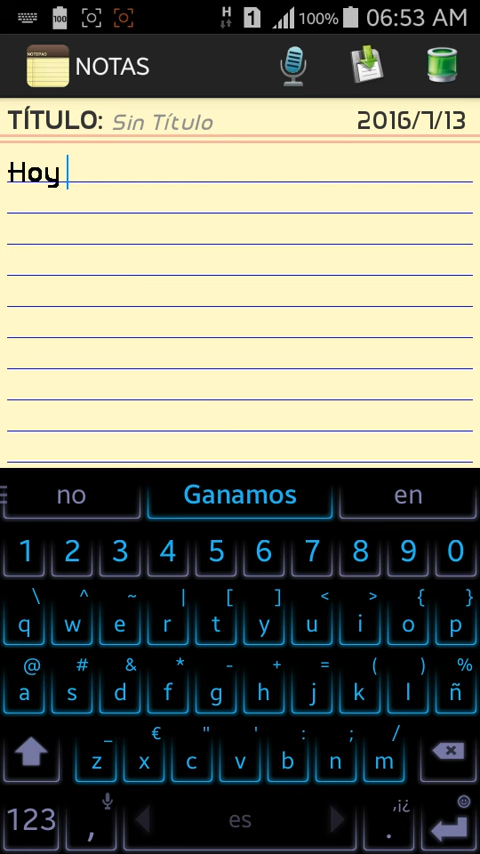 H 1 100% 06:53 AM
NOTEPAD NOTAS
TÍTULO: Sin Título 2016/7/13
Hoy
no Ganamos en
1 2 3 4 5 6 7 8 9 0
\ ^ ~ | [ ] < > { }
q w e r t y u i o p
@ # & * - + = ( ) %
a s d f g h j k l ñ
_ € " ' : ; /
z x c v b n m
123 , es . ,¡¿